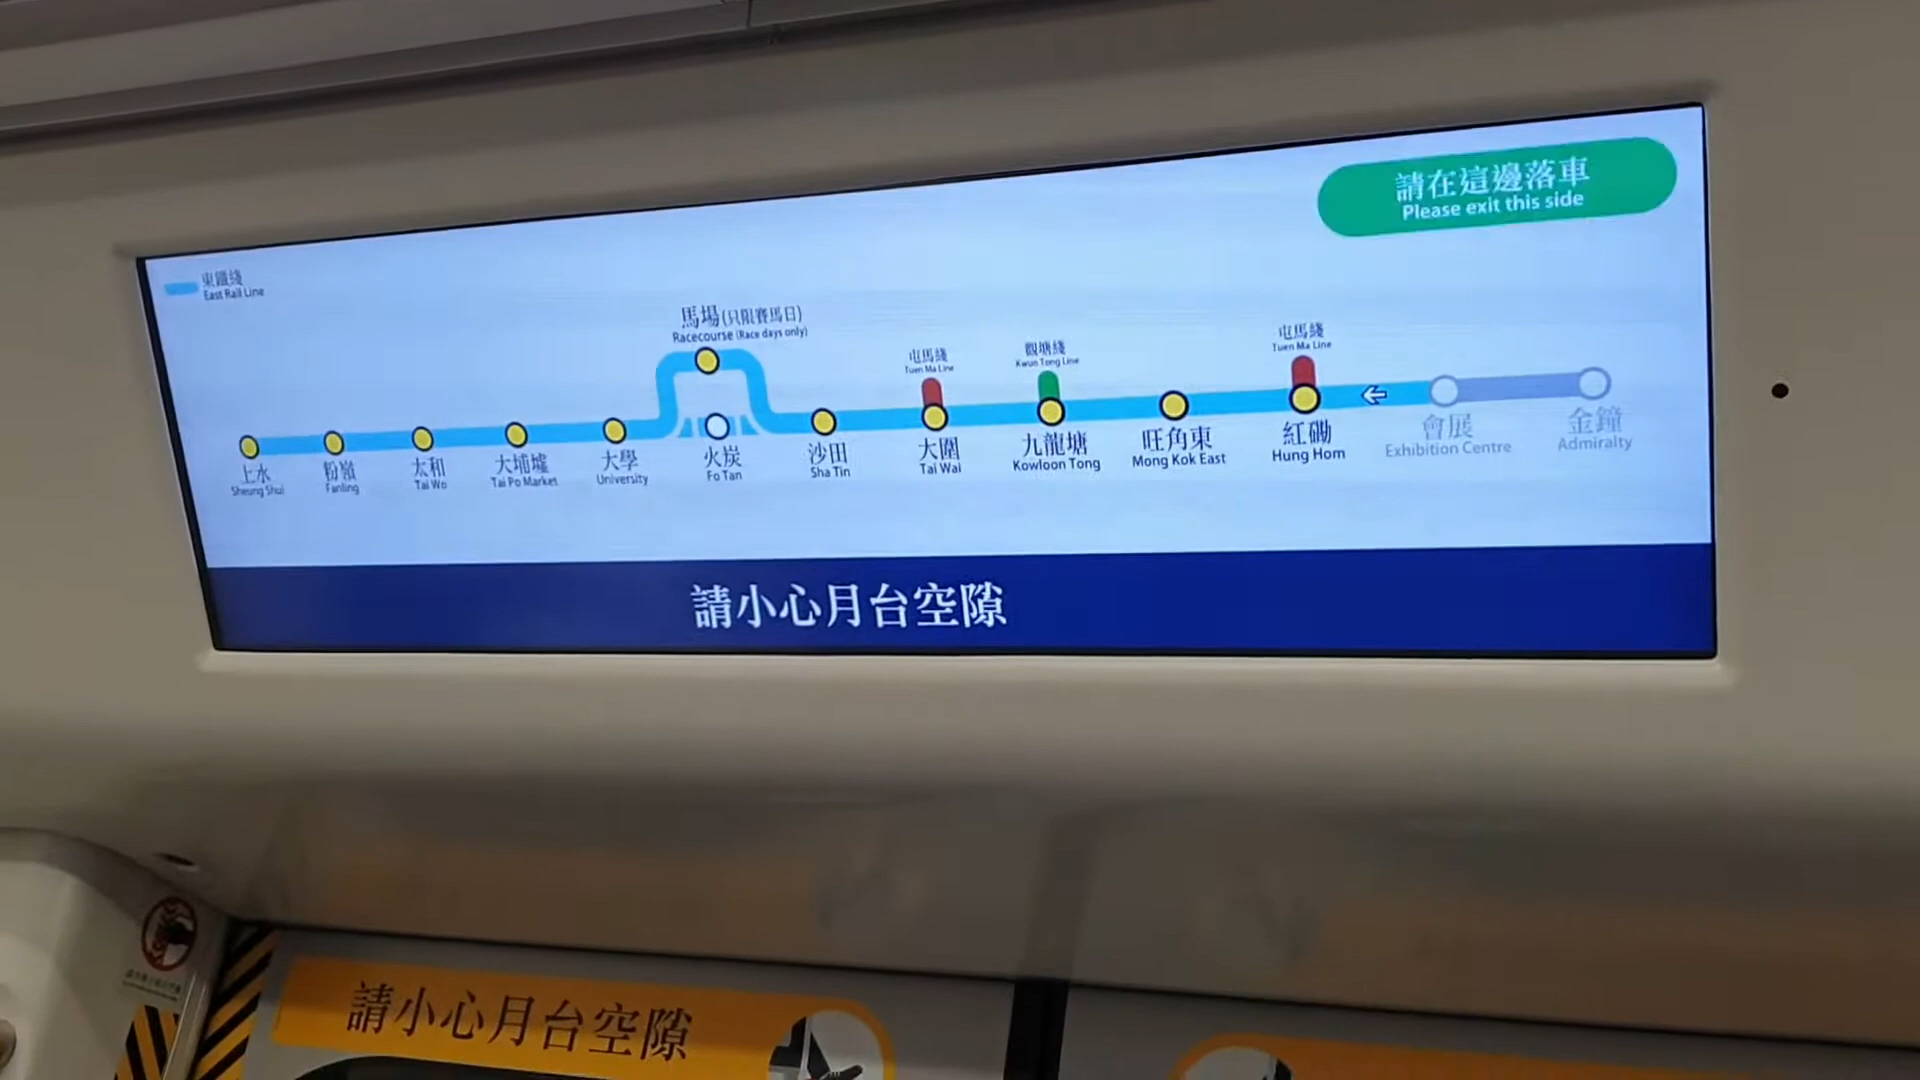 請在這邊落車
Please exit this side
東鐵綫
East Rail Line
馬場(只限賽馬日)
Racecourse (Race days only)
屯馬綫
Tuen Ma Line
觀塘綫
Kwun Tong Line
屯馬綫
Tuen Ma Line
上水
Sheung Shui
粉嶺
Fanling
太和
Tai Wo
大埔墟
Tai Po Market
大學
University
火炭
Fo Tan
沙田
Sha Tin
大圍
Tai Wai
九龍塘
Kowloon Tong
旺角東
Mong Kok East
紅磡
Hung Hom
會展
Exhibition Centre
金鐘
Admiralty
請小心月台空隙
請小心月台空隙